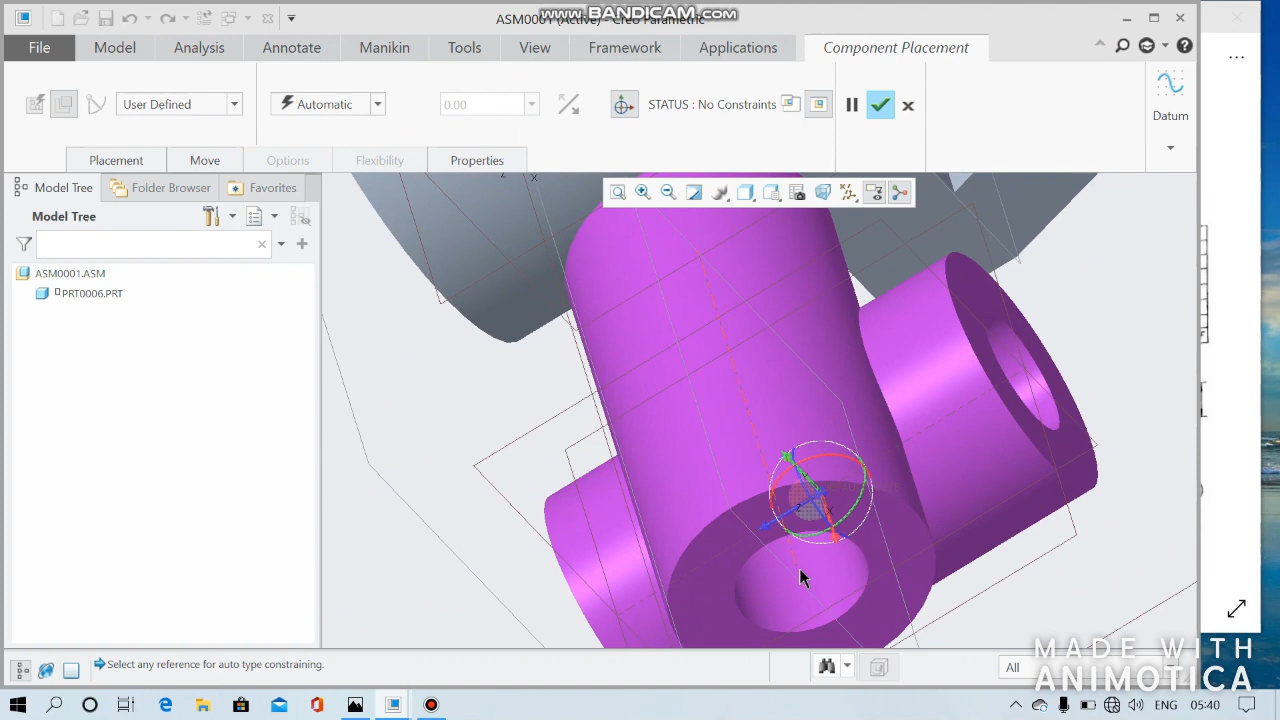 www.BANDICAM.com
ASM0001 (Active) - Creo Parametric
File Model Analysis Annotate Manikin Tools View Framework Applications Component Placement
User Defined Automatic 0.00 STATUS : No Constraints Datum
Placement Move Options Flexibility Properties
Model Tree Folder Browser Favorites
Model Tree
ASM0001.ASM
PRT0006.PRT
Z X
Y
Z X
Select any reference for auto type constraining.
All
MADE WITH
ANIMOTICA
ENG 05:40